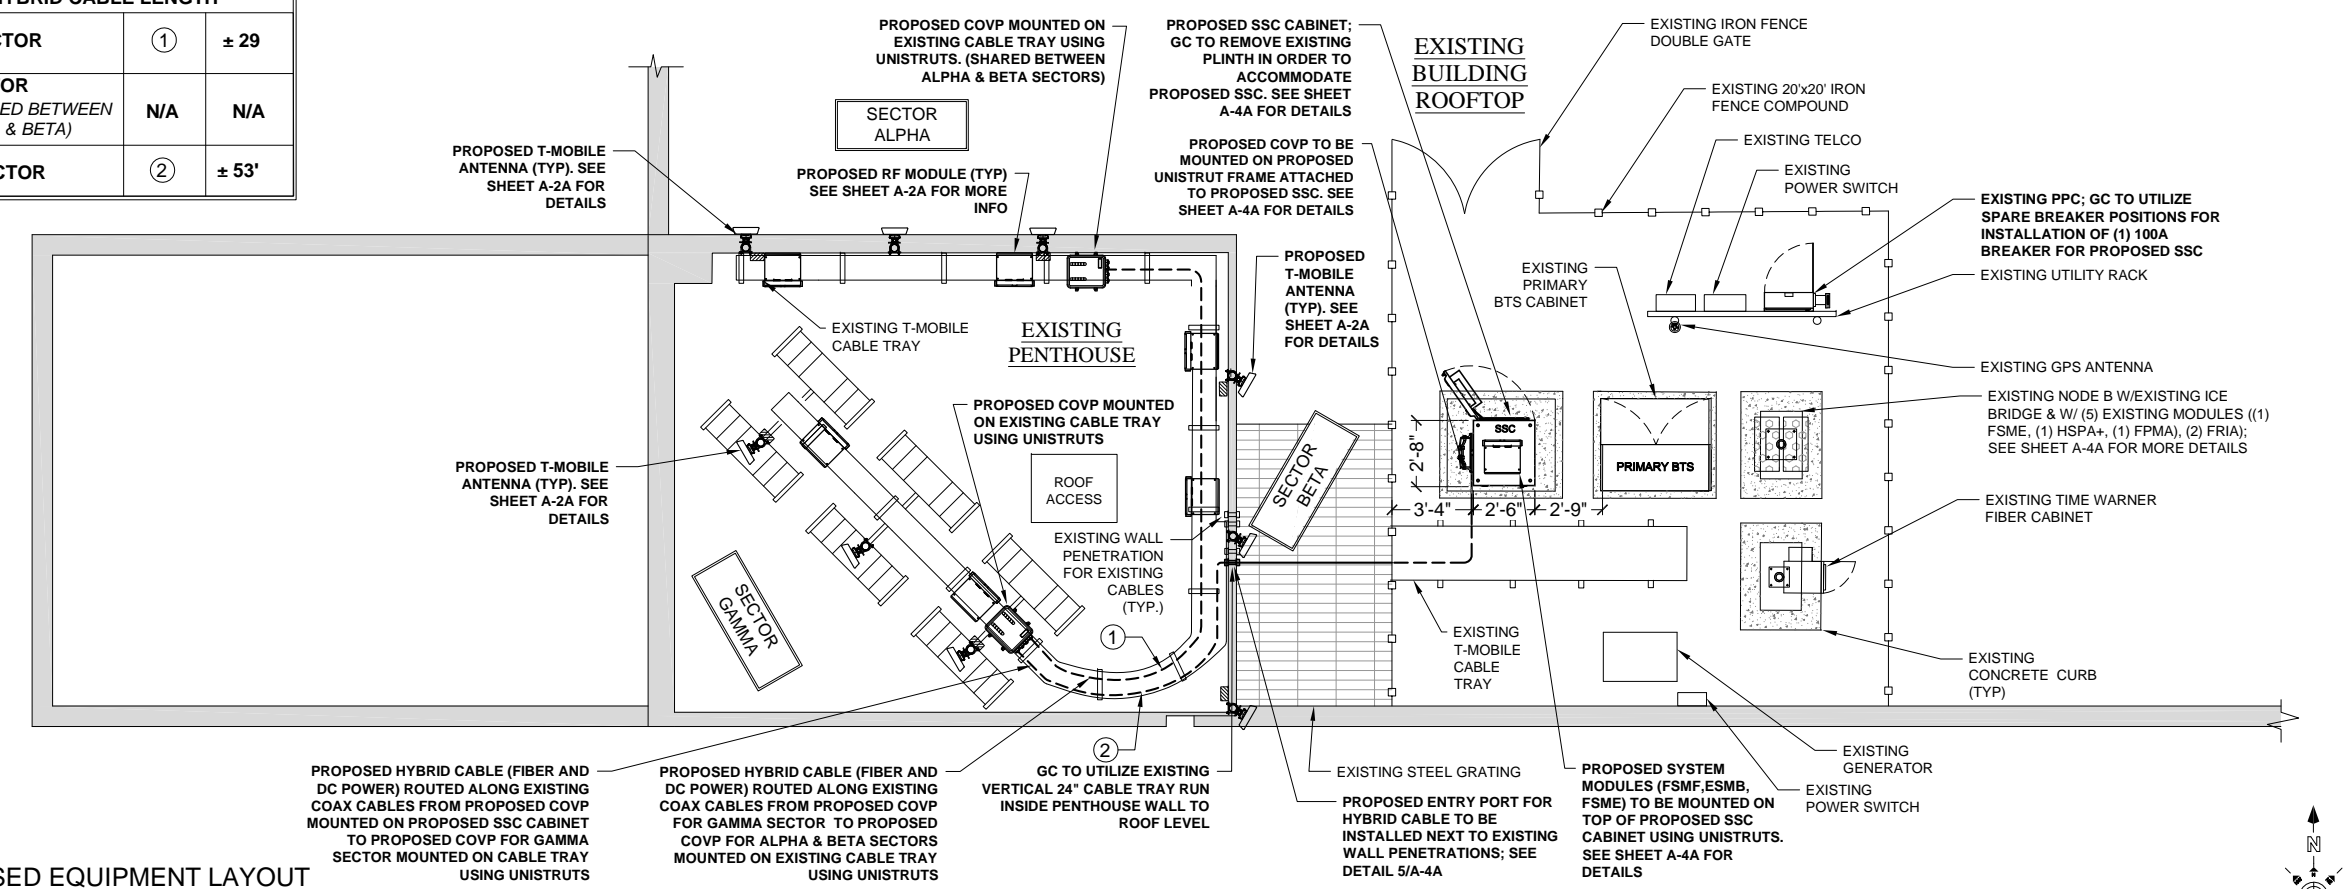 HYBRID CABLE LENGTH
① ± 29
N/A N/A
ED BETWEEN
& BETA)
② ± 53'
PROPOSED COVP MOUNTED ON
EXISTING CABLE TRAY USING
UNISTRUTS. (SHARED BETWEEN
ALPHA & BETA SECTORS)
PROPOSED SSC CABINET;
GC TO REMOVE EXISTING
PLINTH IN ORDER TO
ACCOMMODATE
PROPOSED SSC. SEE SHEET
A-4A FOR DETAILS
EXISTING
BUILDING
ROOFTOP
EXISTING IRON FENCE
DOUBLE GATE
EXISTING 20'x20' IRON
FENCE COMPOUND
EXISTING TELCO
EXISTING
POWER SWITCH
SECTOR
ALPHA
PROPOSED T-MOBILE
ANTENNA (TYP). SEE
SHEET A-2A FOR
DETAILS
PROPOSED RF MODULE (TYP)
SEE SHEET A-2A FOR MORE
INFO
PROPOSED COVP TO BE
MOUNTED ON PROPOSED
UNISTRUT FRAME ATTACHED
TO PROPOSED SSC. SEE
SHEET A-4A FOR DETAILS
EXISTING PPC; GC TO UTILIZE
SPARE BREAKER POSITIONS FOR
INSTALLATION OF (1) 100A
BREAKER FOR PROPOSED SSC
EXISTING UTILITY RACK
PROPOSED
T-MOBILE
ANTENNA
(TYP). SEE
SHEET A-2A
FOR DETAILS
EXISTING
PRIMARY
BTS CABINET
EXISTING T-MOBILE
CABLE TRAY
EXISTING
PENTHOUSE
EXISTING GPS ANTENNA
EXISTING NODE B W/EXISTING ICE
BRIDGE & W/ (5) EXISTING MODULES ((1)
FSME, (1) HSPA+, (1) FPMA), (2) FRIA);
SEE SHEET A-4A FOR MORE DETAILS
PROPOSED COVP MOUNTED
ON EXISTING CABLE TRAY
USING UNISTRUTS
SSC
2'-8"
PRIMARY BTS
SECTOR
BETA
PROPOSED T-MOBILE
ANTENNA (TYP). SEE
SHEET A-2A FOR
DETAILS
ROOF
ACCESS
3'-4" 2'-6" 2'-9"
EXISTING TIME WARNER
FIBER CABINET
EXISTING WALL
PENETRATION
FOR EXISTING
CABLES
(TYP.)
SECTOR
GAMMA
①
EXISTING
T-MOBILE
CABLE
TRAY
EXISTING
CONCRETE CURB
(TYP)
②
PROPOSED HYBRID CABLE (FIBER AND
DC POWER) ROUTED ALONG EXISTING
COAX CABLES FROM PROPOSED COVP
MOUNTED ON PROPOSED SSC CABINET
TO PROPOSED COVP FOR GAMMA
SECTOR MOUNTED ON CABLE TRAY
USING UNISTRUTS
PROPOSED HYBRID CABLE (FIBER AND
DC POWER) ROUTED ALONG EXISTING
COAX CABLES FROM PROPOSED COVP
FOR GAMMA SECTOR TO PROPOSED
COVP FOR ALPHA & BETA SECTORS
MOUNTED ON EXISTING CABLE TRAY
USING UNISTRUTS
GC TO UTILIZE EXISTING
VERTICAL 24" CABLE TRAY RUN
INSIDE PENTHOUSE WALL TO
ROOF LEVEL
EXISTING STEEL GRATING
PROPOSED ENTRY PORT FOR
HYBRID CABLE TO BE
INSTALLED NEXT TO EXISTING
WALL PENETRATIONS; SEE
DETAIL 5/A-4A
PROPOSED SYSTEM
MODULES (FSMF,ESMB,
FSME) TO BE MOUNTED ON
TOP OF PROPOSED SSC
CABINET USING UNISTRUTS.
SEE SHEET A-4A FOR
DETAILS
EXISTING
GENERATOR
EXISTING
POWER SWITCH
N
EQUIPMENT LAYOUT